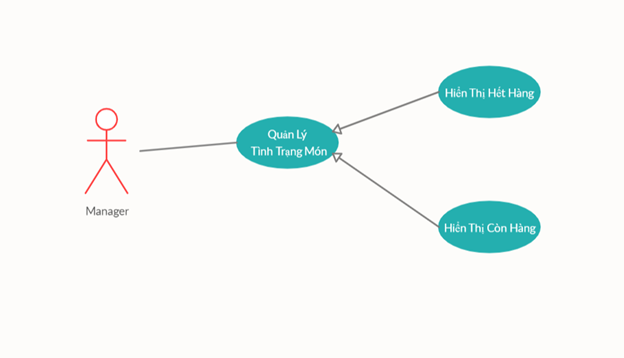 Hiển Thị Hết Hàng
Quản Lý
Tình Trạng Món
Manager
Hiển Thị Còn Hàng